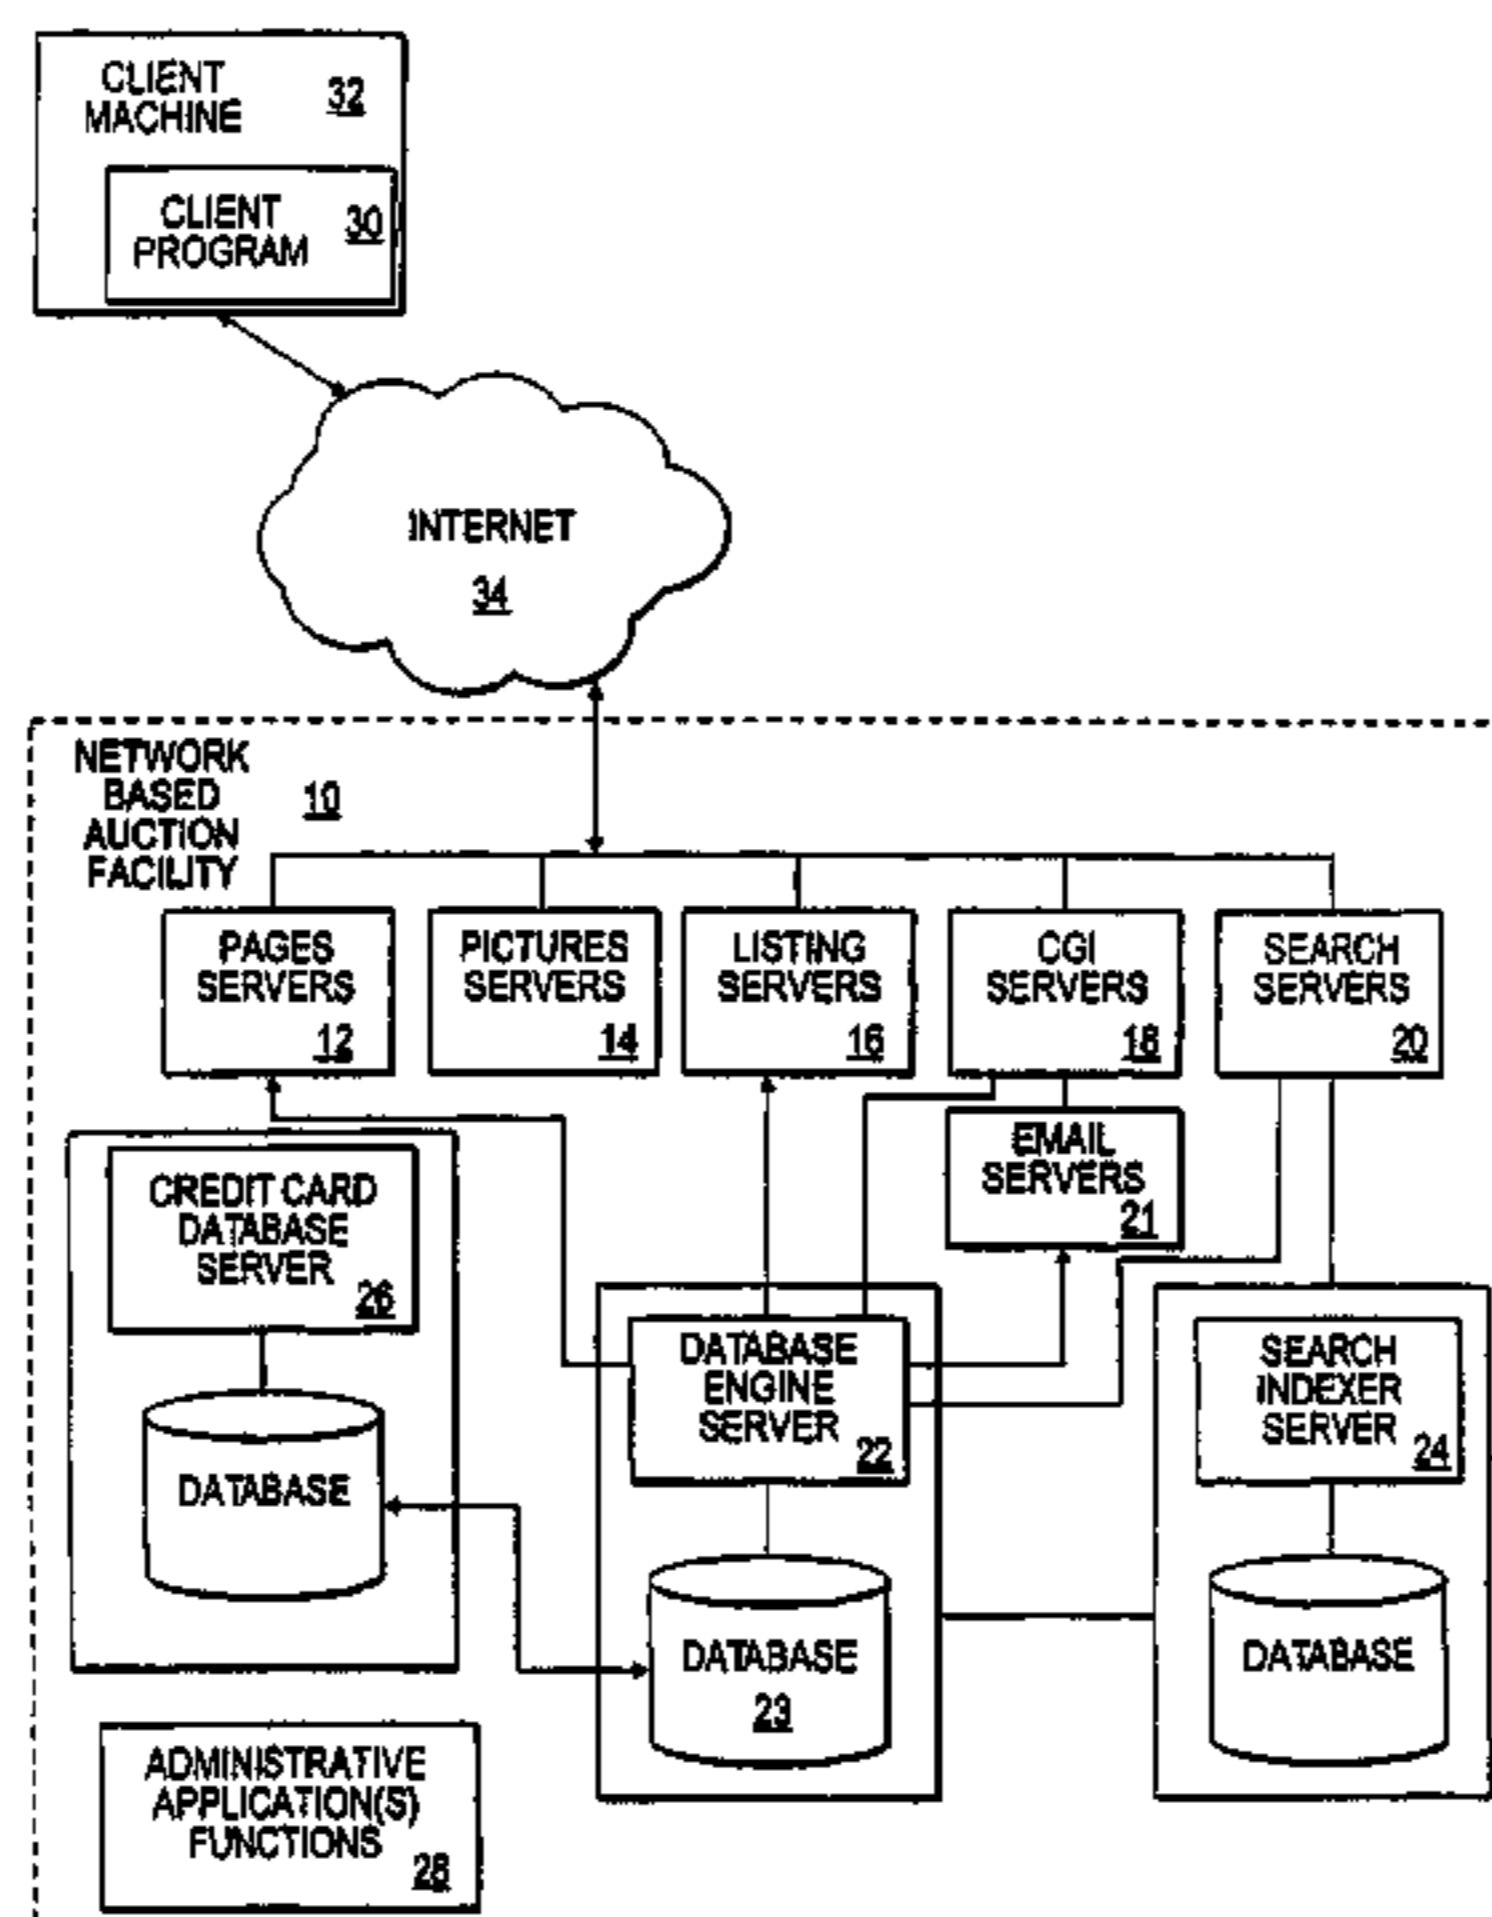 CLIENT
MACHINE
32
CLIENT
PROGRAM
30
INTERNET
34
NETWORK
BASED
AUCTION
FACILITY
10
PAGES
SERVERS
12
PICTURES
SERVERS
14
LISTING
SERVERS
16
CGI
SERVERS
18
SEARCH
SERVERS
20
EMAIL
SERVERS
21
CREDIT CARD
DATABASE
SERVER
26
DATABASE
DATABASE
ENGINE
SERVER
22
DATABASE
23
SEARCH
INDEXER
SERVER
24
DATABASE
ADMINISTRATIVE
APPLICATION(S)
FUNCTIONS
28